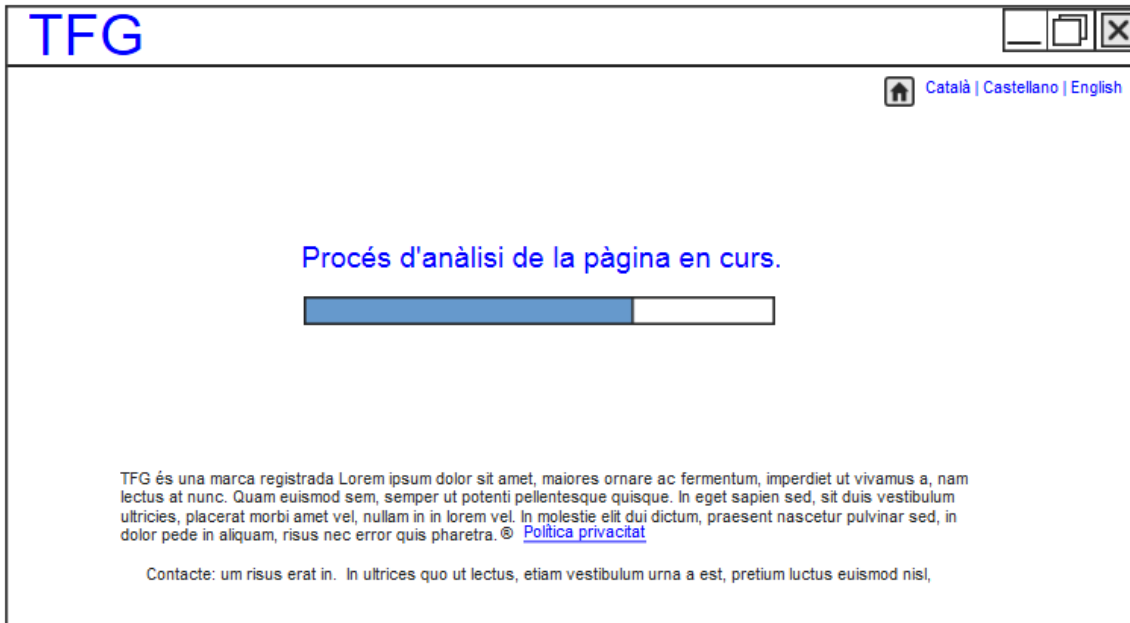 TFG
Català | Castellano | English
Procés d'anàlisi de la pàgina en curs.
TFG és una marca registrada Lorem ipsum dolor sit amet, maiores ornare ac fermentum, imperdiet ut vivamus a, nam
lectus at nunc. Quam euismod sem, semper ut potenti pellentesque quisque. In eget sapien sed, sit duis vestibulum
ultricies, placerat morbi amet vel, nullam in in lorem vel. In molestie elit dui dictum, praesent nascetur pulvinar sed, in
dolor pede in aliquam, risus nec error quis pharetra. ® Política privacitat
Contacte: um risus erat in. In ultrices quo ut lectus, etiam vestibulum urna a est, pretium luctus euismod nisl,